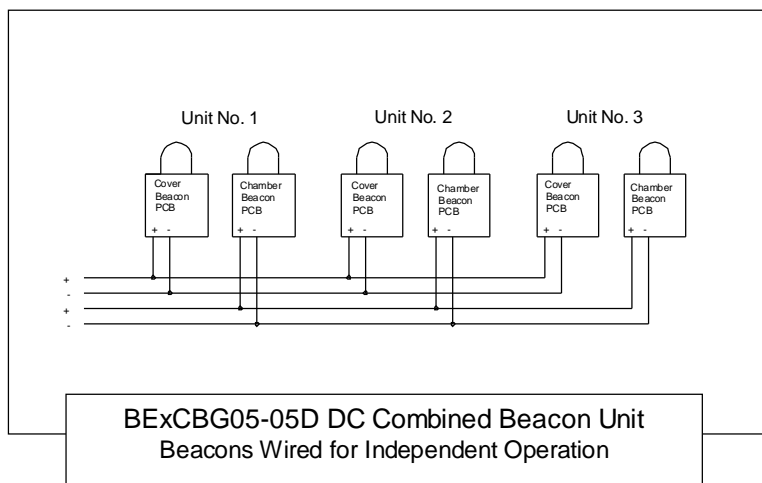 Unit No. 1
Unit No. 2
Unit No. 3
Cover
Beacon
PCB
+ -
Chamber
Beacon
PCB
+ -
Cover
Beacon
PCB
+ -
Chamber
Beacon
PCB
+ -
Cover
Beacon
PCB
+ -
Chamber
Beacon
PCB
+ -
+
-
+
-
BExCBG05-05D DC Combined Beacon Unit
Beacons Wired for Independent Operation